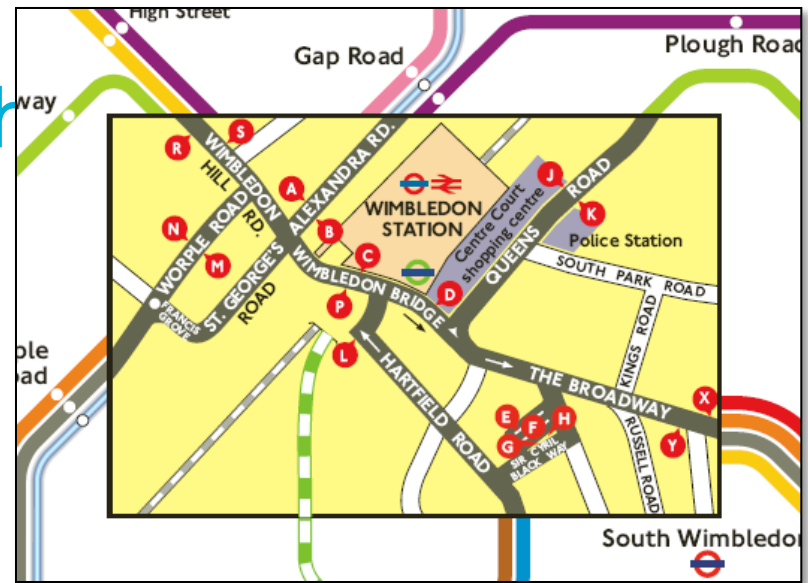 High Street
Gap Road
Plough Road
way
R
S
WIMBLEDON
HILL RD.
A
ALEXANDRA RD.
B
N
M
WORPLE ROAD
ST. GEORGE'S
ROAD
FRANCIS
GROVE
WIMBLEDON
STATION
Centre Court
shopping centre
J
K
QUEENS ROAD
Police Station
SOUTH PARK ROAD
C
D
P
L
WIMBLEDON BRIDGE
HARTFIELD ROAD
THE BROADWAY
KINGS ROAD
RUSSELL ROAD
E
F
G
H
SIR CYRIL
BLACK WAY
X
Y
ple
oad
South Wimbledon